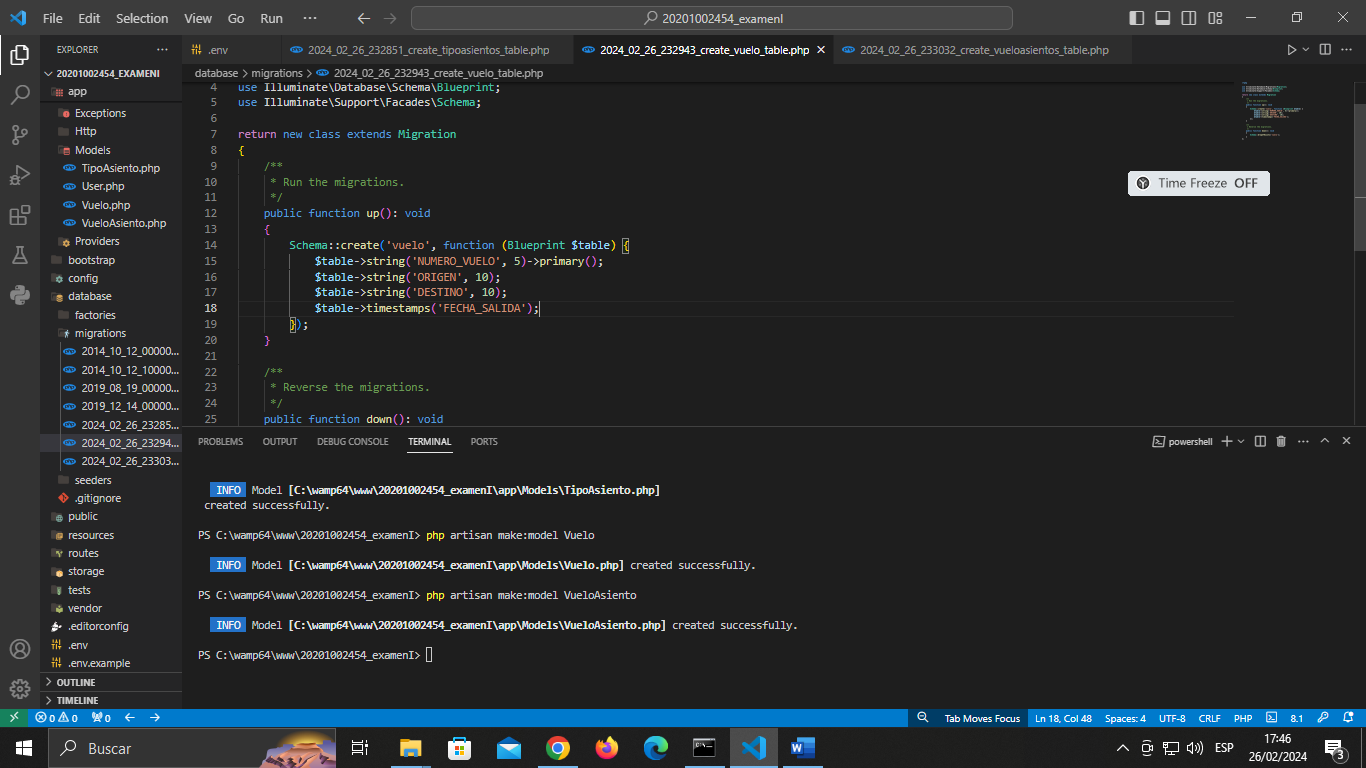 File Edit Selection View Go Run ··· 20201002454_examenI
EXPLORER ···
20201002454_EXAMENI
app
Exceptions
Http
Models
TipoAsiento.php
User.php
Vuelo.php
VueloAsiento.php
Providers
bootstrap
config
database
factories
migrations
2014_10_12_00000...
2014_10_12_10000...
2019_08_19_00000...
2019_12_14_00000...
2024_02_26_23285...
2024_02_26_23294...
2024_02_26_23303...
seeders
.gitignore
public
resources
routes
storage
tests
vendor
.editorconfig
.env
.env.example
OUTLINE
TIMELINE
.env 2024_02_26_232851_create_tipoasientos_table.php 2024_02_26_232943_create_vuelo_table.php 2024_02_26_233032_create_vueloasientos_table.php
database > migrations > 2024_02_26_232943_create_vuelo_table.php
4 use Illuminate\Database\Schema\Blueprint;
5 use Illuminate\Support\Facades\Schema;
6
7 return new class extends Migration
8 {
9 /**
10 * Run the migrations.
11 */
12 public function up(): void
13 {
14 Schema::create('vuelo', function (Blueprint $table) {
15 $table->string('NUMERO_VUELO', 5)->primary();
16 $table->string('ORIGEN', 10);
17 $table->string('DESTINO', 10);
18 $table->timestamps('FECHA_SALIDA');
19 });
20 }
21
22 /**
23 * Reverse the migrations.
24 */
25 public function down(): void
Time Freeze OFF
PROBLEMS OUTPUT DEBUG CONSOLE TERMINAL PORTS powershell
INFO Model [C:\wamp64\www\20201002454_examenI\app\Models\TipoAsiento.php]
created successfully.
PS C:\wamp64\www\20201002454_examenI> php artisan make:model Vuelo
INFO Model [C:\wamp64\www\20201002454_examenI\app\Models\Vuelo.php] created successfully.
PS C:\wamp64\www\20201002454_examenI> php artisan make:model VueloAsiento
INFO Model [C:\wamp64\www\20201002454_examenI\app\Models\VueloAsiento.php] created successfully.
PS C:\wamp64\www\20201002454_examenI>
0 0 0 Tab Moves Focus Ln 18, Col 48 Spaces: 4 UTF-8 CRLF PHP 8.1
Buscar ESP 17:46
26/02/2024 3